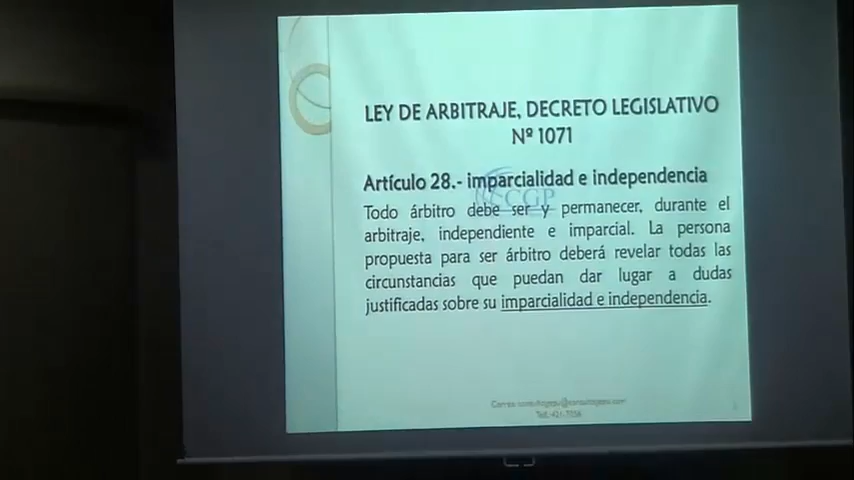 LEY DE ARBITRAJE, DECRETO LEGISLATIVO
Nº 1071
Artículo 28.- imparcialidad e independencia
CGP
Todo árbitro debe ser y permanecer, durante el
arbitraje, independiente e imparcial. La persona
propuesta para ser árbitro deberá revelar todas las
circunstancias que puedan dar lugar a dudas
justificadas sobre su imparcialidad e independencia.